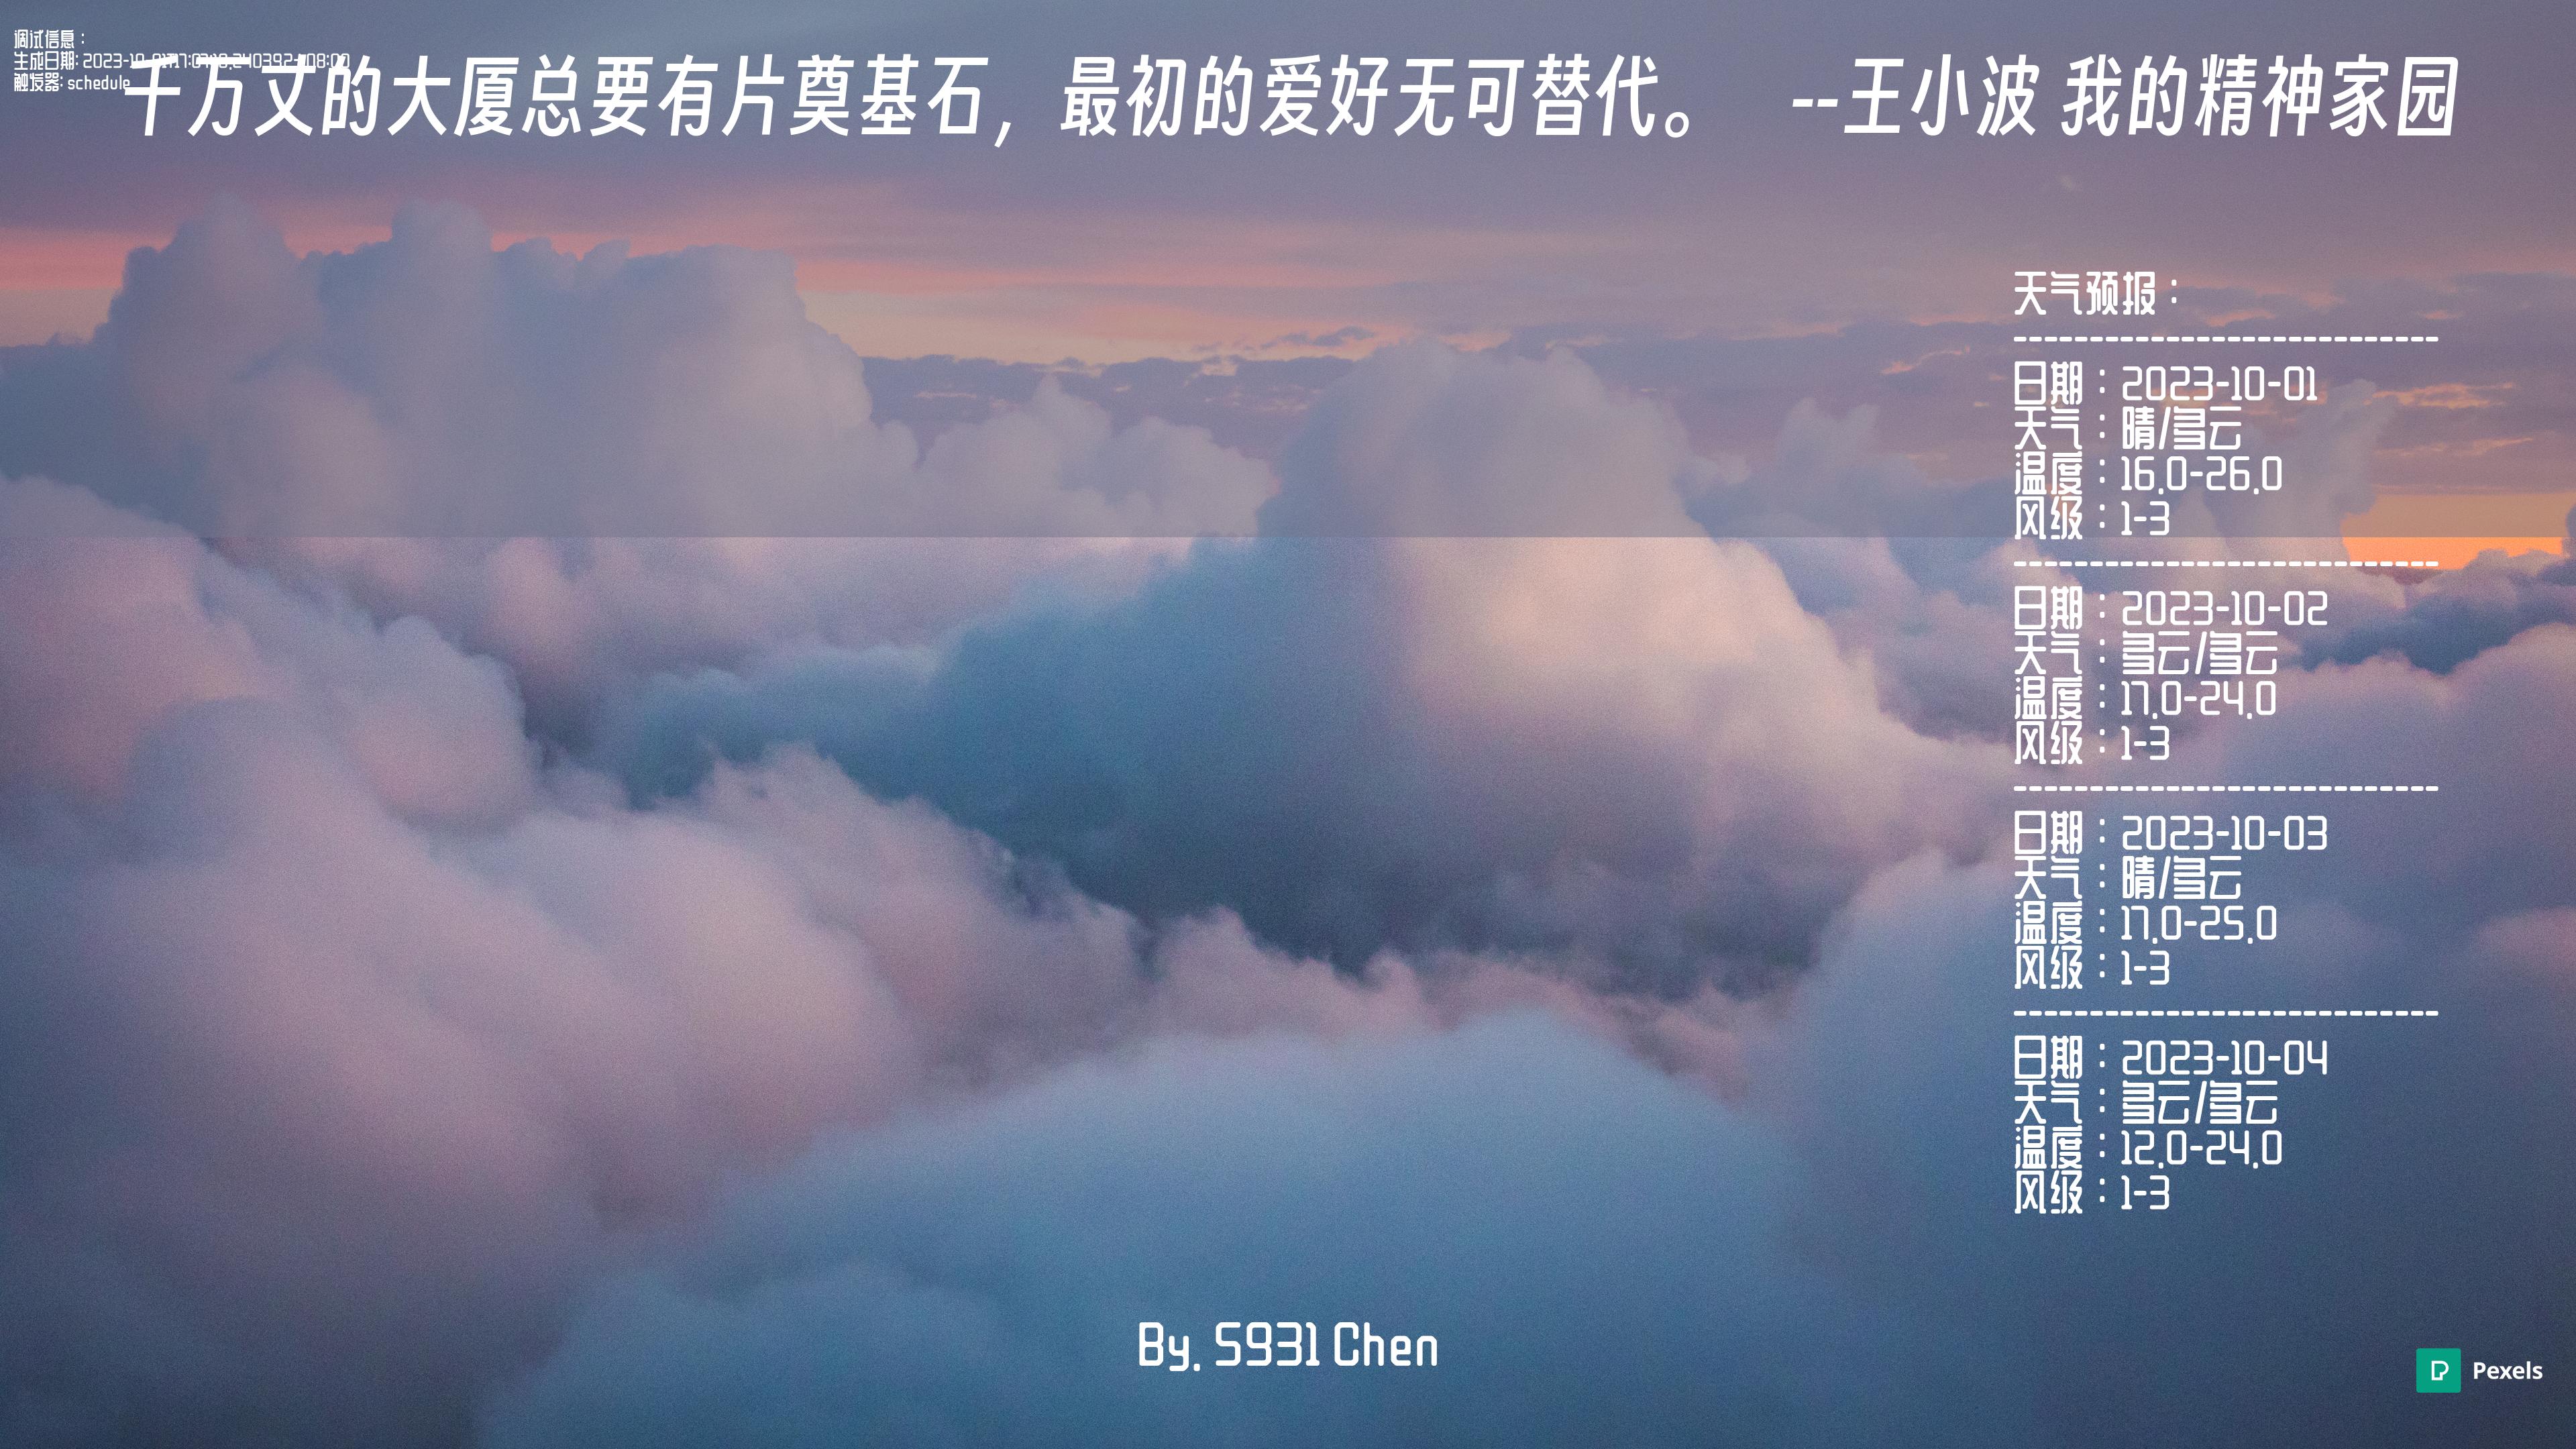 调试信息：
生成日期: 2023-10-01
触发器: schedule
千万丈的大厦总要有片奠基石，最初的爱好无可替代。 --王小波 我的精神家园
天气预报：
----------------------------
日期：2023-10-01
天气：晴/多云
温度：16.0-26.0
风级：1-3
----------------------------
日期：2023-10-02
天气：多云/多云
温度：17.0-24.0
风级：1-3
----------------------------
日期：2023-10-03
天气：晴/多云
温度：17.0-25.0
风级：1-3
----------------------------
日期：2023-10-04
天气：多云/多云
温度：12.0-24.0
风级：1-3
By. S931 Chen
Pexels